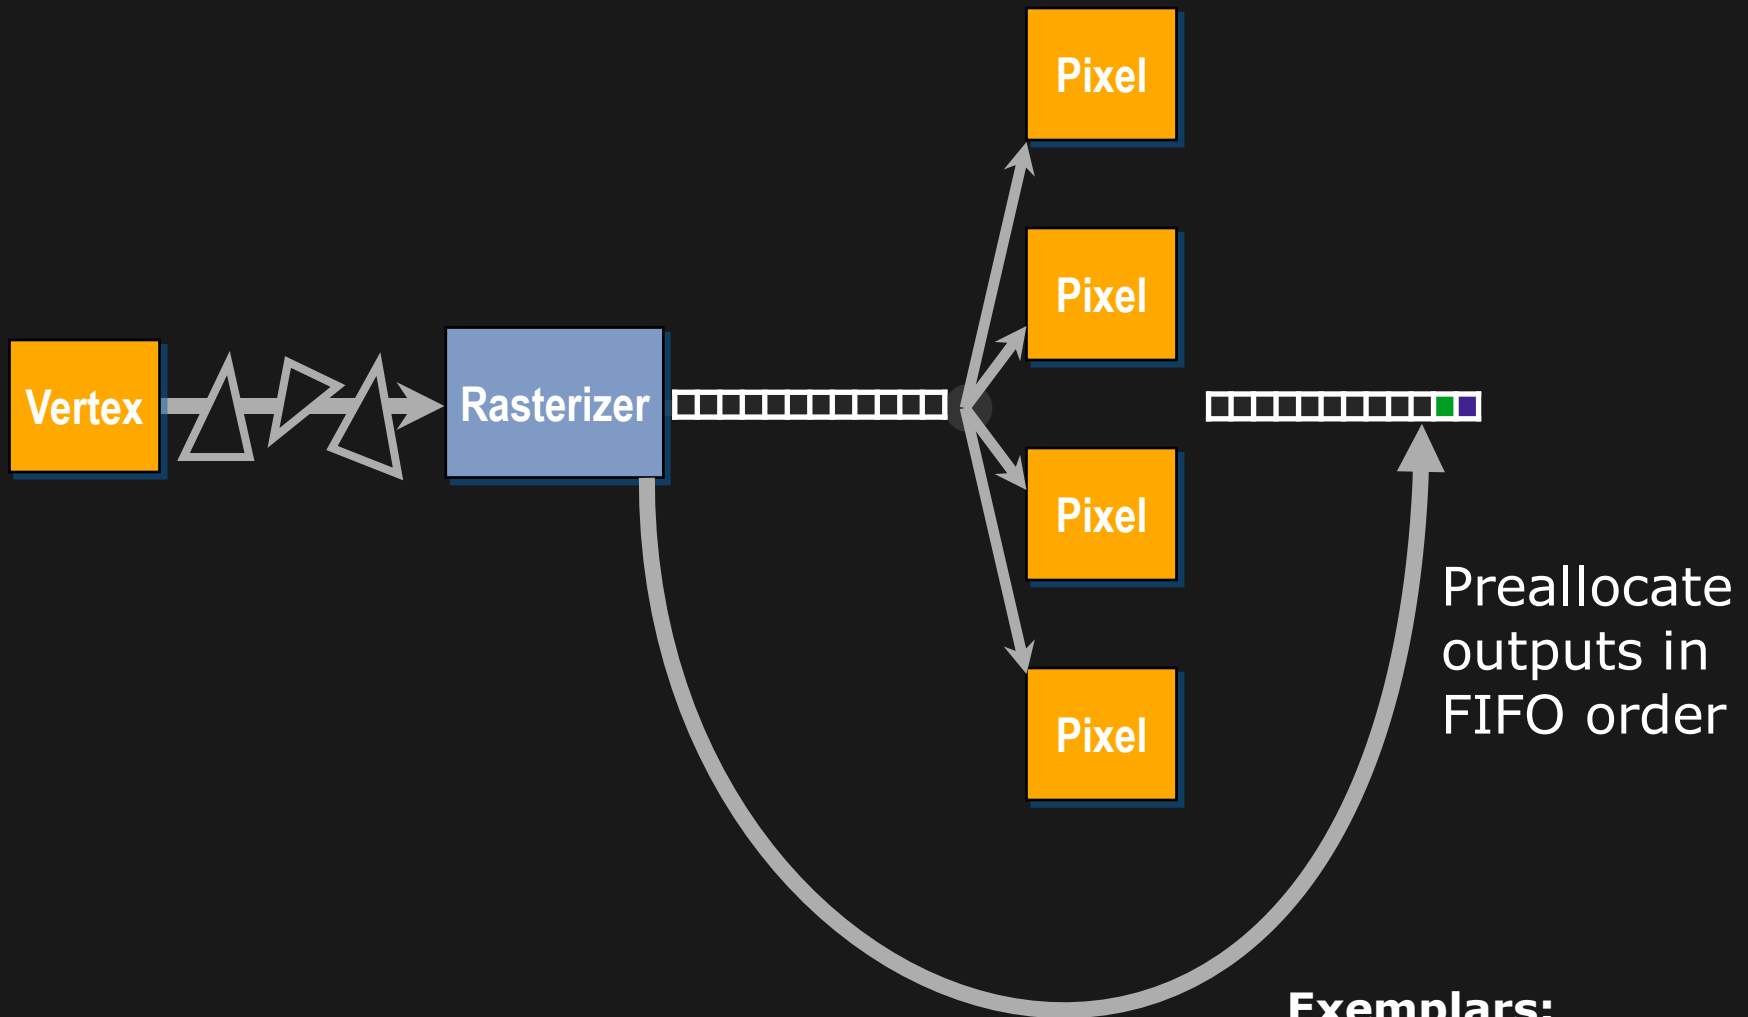 Pixel
Pixel
Vertex
Rasterizer
Pixel
Preallocate
outputs in
FIFO order
Pixel
Exemplars: